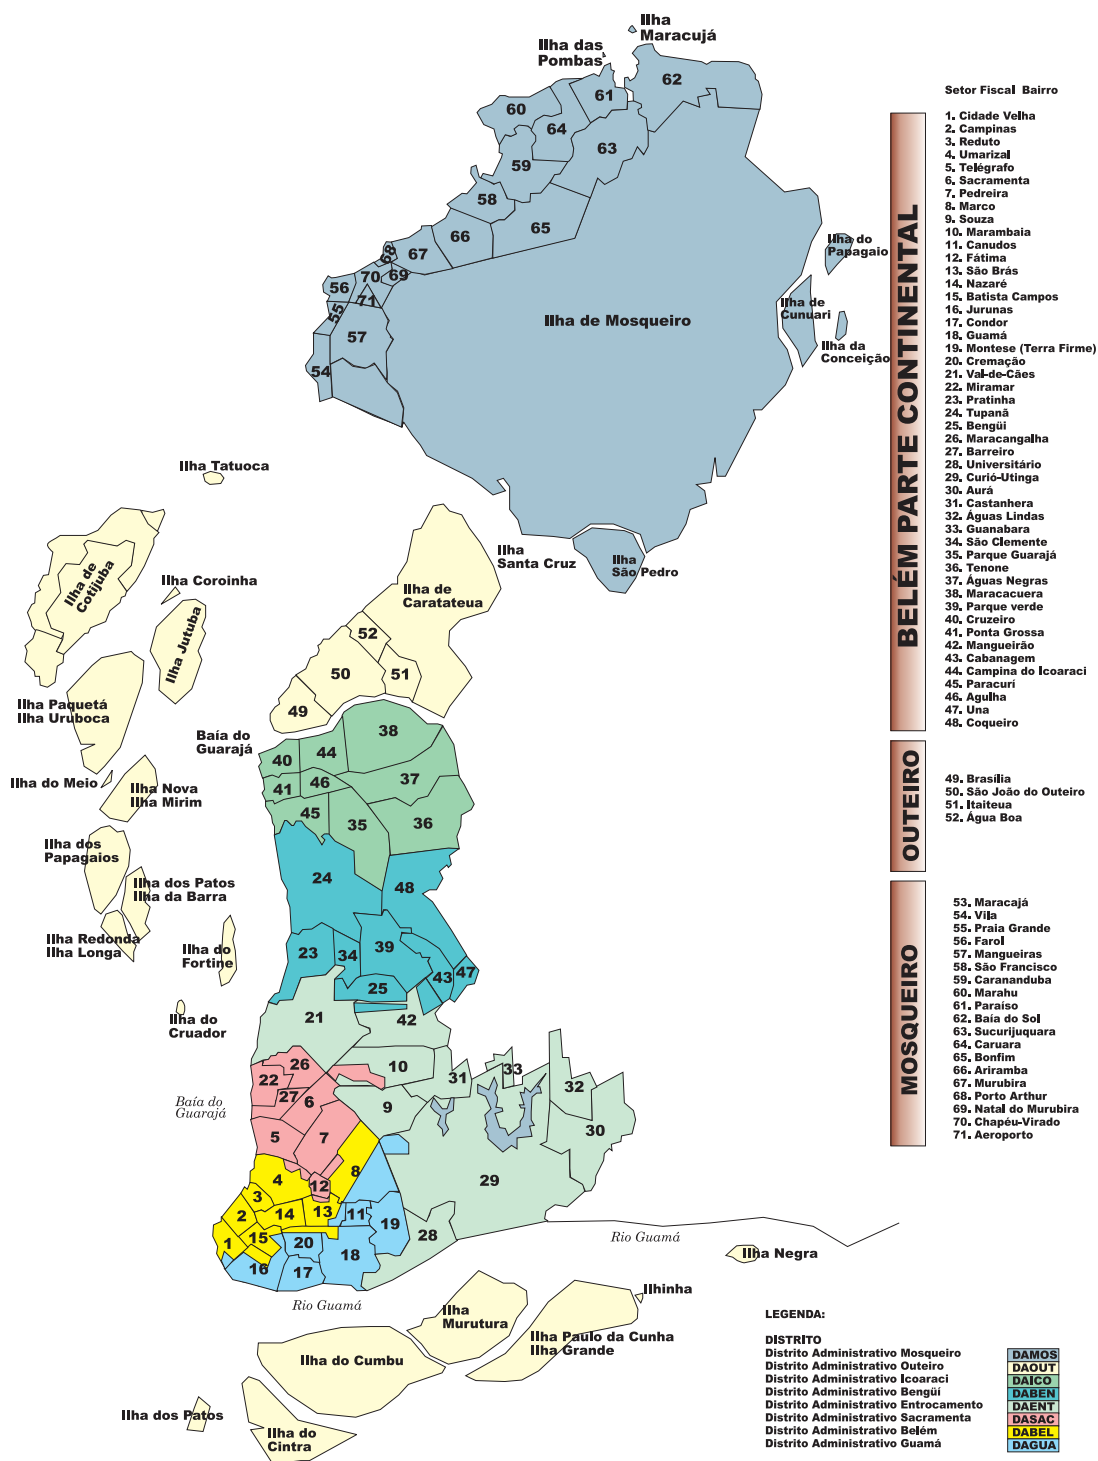 Ilha
Maracujá
Ilha das
Pombas
62
61
60
64
63
59
58
65
66
67
68
69
70
56
71
55
57
54
Ilha de Mosqueiro
Ilha do
Papagaio
Ilha de
Cunuari
Ilha da
Conceição
Ilha Tatuoca
Ilha
Santa Cruz
Ilha
São Pedro
Ilha de
Cotijuba
Ilha Coroinha
Ilha Jutuba
Ilha de
Caratateua
52
50
51
49
Ilha Paquetá
Ilha Uruboca
Baía do
Guarajá
38
44
40
37
46
41
45
35
36
Ilha do Meio
Ilha Nova
Ilha Mirim
Ilha dos
Papagaios
Ilha dos Patos
Ilha da Barra
Ilha Redonda
Ilha Longa
Ilha do
Fortine
Ilha do
Cruador
24
48
39
23
34
43
47
25
21
42
10
26
22
27
6
31
33
32
9
30
5
7
8
4
12
29
3
2
14
13
11
19
1
15
20
18
28
16
17
Baía do
Guarajá
Rio Guamá
Rio Guamá
Ilha Negra
Ilhinha
Ilha
Murutura
Ilha Paulo da Cunha
Ilha Grande
Ilha do Cumbu
Ilha dos Patos
Ilha do
Cintra
Setor Fiscal Bairro
BELÉM PARTE CONTINENTAL
1. Cidade Velha
2. Campinas
3. Reduto
4. Umarizal
5. Telégrafo
6. Sacramenta
7. Pedreira
8. Marco
9. Souza
10. Marambaia
11. Canudos
12. Fátima
13. São Brás
14. Nazaré
15. Batista Campos
16. Jurunas
17. Condor
18. Guamá
19. Montese (Terra Firme)
20. Cremação
21. Val-de-Cães
22. Miramar
23. Pratinha
24. Tupanã
25. Bengüi
26. Maracangalha
27. Barreiro
28. Universitário
29. Curió-Utinga
30. Aurá
31. Castanhera
32. Águas Lindas
33. Guanabara
34. São Clemente
35. Parque Guarajá
36. Tenone
37. Águas Negras
38. Maracacuera
39. Parque verde
40. Cruzeiro
41. Ponta Grossa
42. Mangueirão
43. Cabanagem
44. Campina do Icoaraci
45. Paracurí
46. Agulha
47. Una
48. Coqueiro
OUTEIRO
49. Brasília
50. São João do Outeiro
51. Itaiteua
52. Água Boa
MOSQUEIRO
53. Maracajá
54. Vila
55. Praia Grande
56. Farol
57. Mangueiras
58. São Francisco
59. Carananduba
60. Marahu
61. Paraíso
62. Baía do Sol
63. Sucurijuquara
64. Caruara
65. Bonfim
66. Ariramba
67. Murubira
68. Porto Arthur
69. Natal do Murubira
70. Chapéu-Virado
71. Aeroporto
LEGENDA:
DISTRITO
Distrito Administrativo Mosqueiro DAMOS
Distrito Administrativo Outeiro DAOUT
Distrito Administrativo Icoaraci DAICO
Distrito Administrativo Bengüí DABEN
Distrito Administrativo Entrocamento DAENT
Distrito Administrativo Sacramenta DASAC
Distrito Administrativo Belém DABEL
Distrito Administrativo Guamá DAGUA